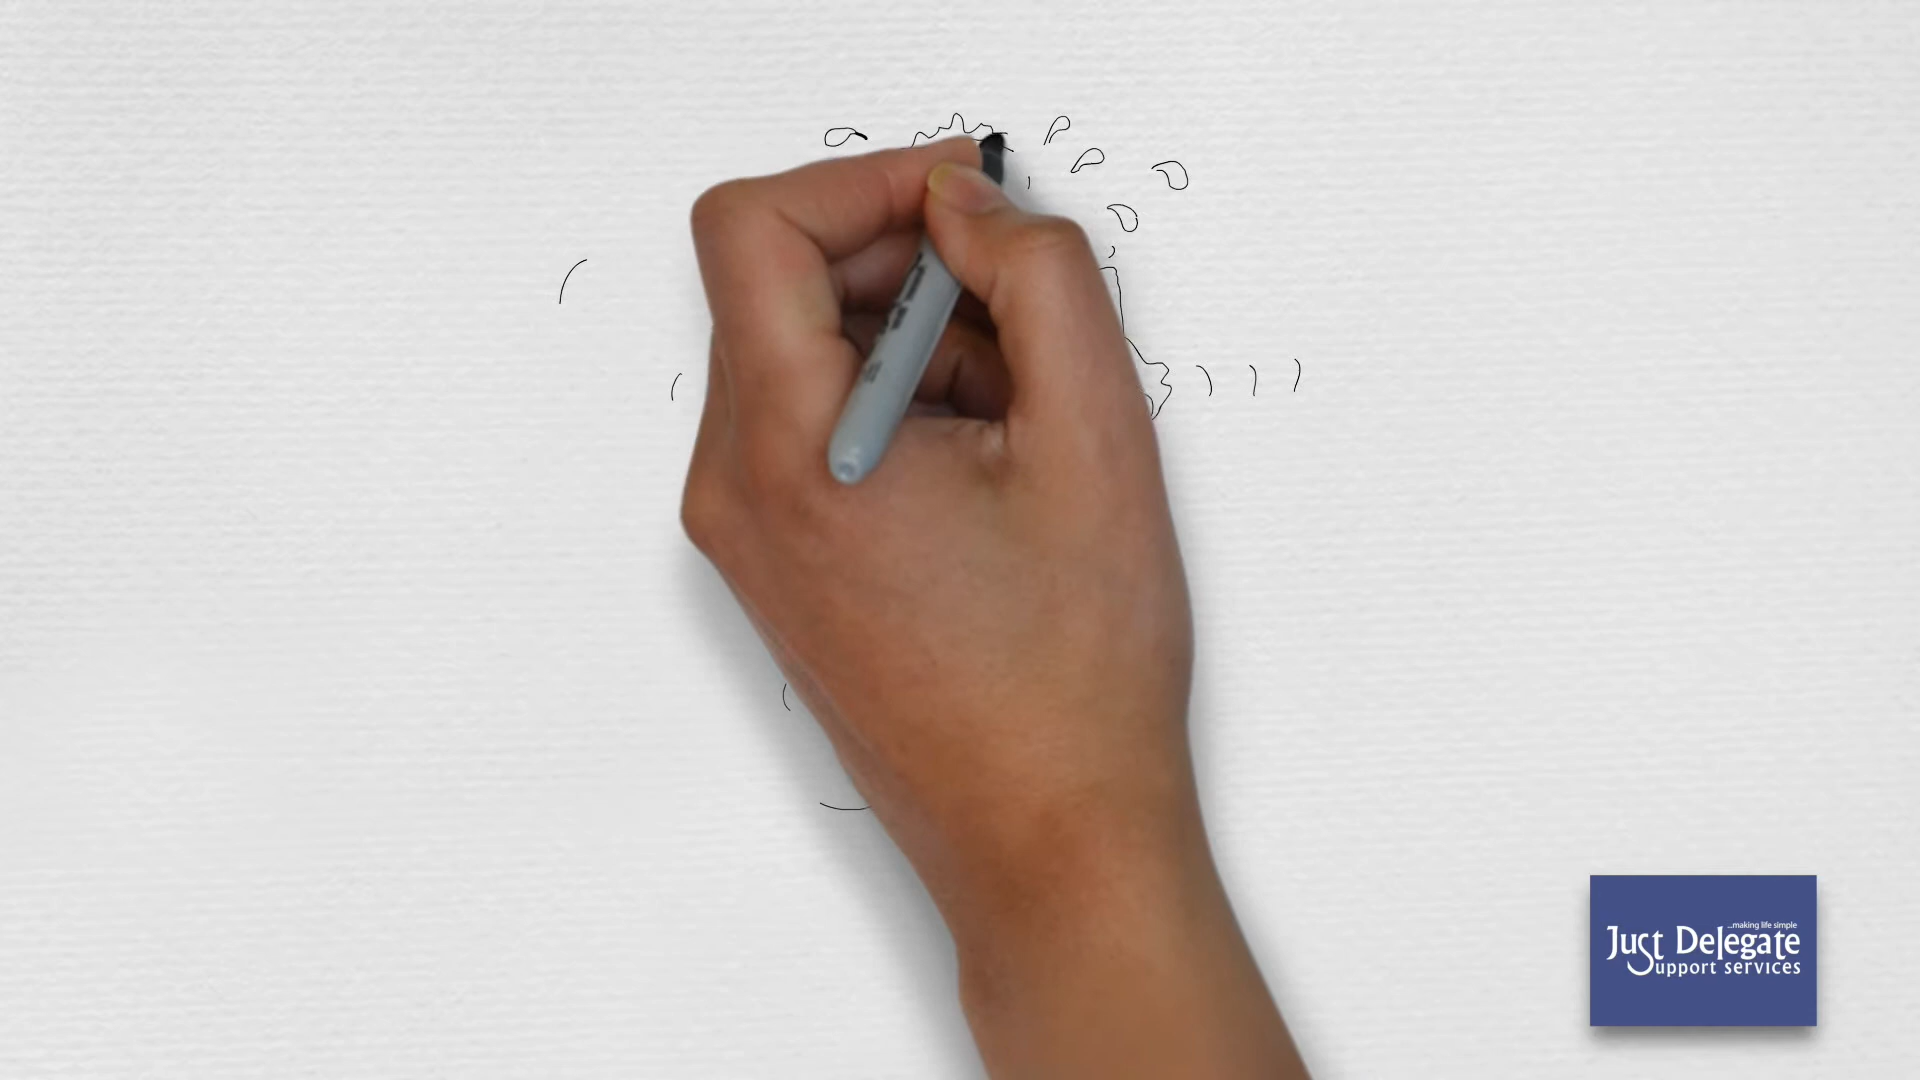 ...making life simple
Just Delegate
Support services